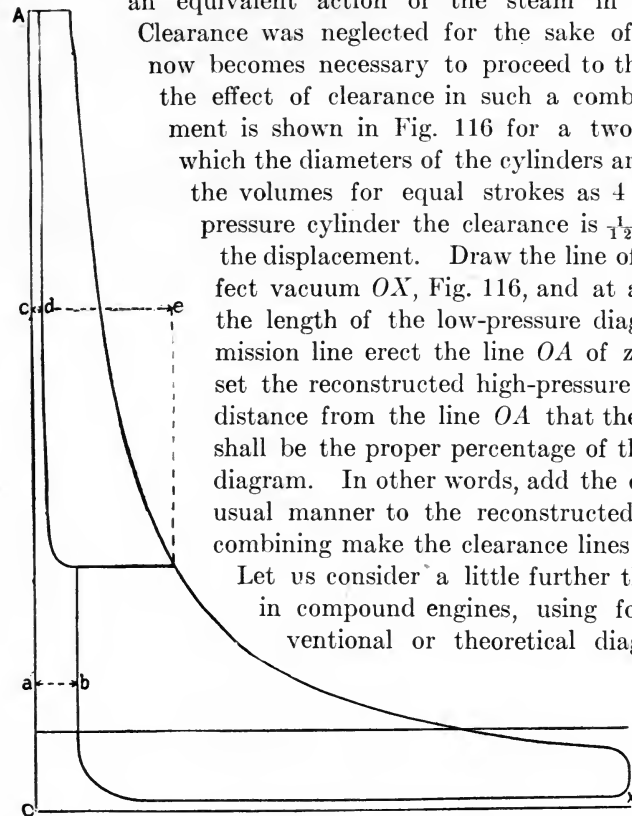 A
an equivalent action of the steam in
Clearance was neglected for the sake of
now becomes necessary to proceed to th
the effect of clearance in such a comb
ment is shown in Fig. 116 for a two
which the diameters of the cylinders ar
the volumes for equal strokes as 4
pressure cylinder the clearance is
the displacement. Draw the line of
c d e
fect vacuum OX, Fig. 116, and at a
the length of the low-pressure diag
mission line erect the line OA of z
set the reconstructed high-pressure
distance from the line OA that the
shall be the proper percentage of th
diagram. In other words, add the c
usual manner to the reconstructed
combining make the clearance lines
Let us consider a little further t
in compound engines, using fo
ventional or theoretical diag
a b
O